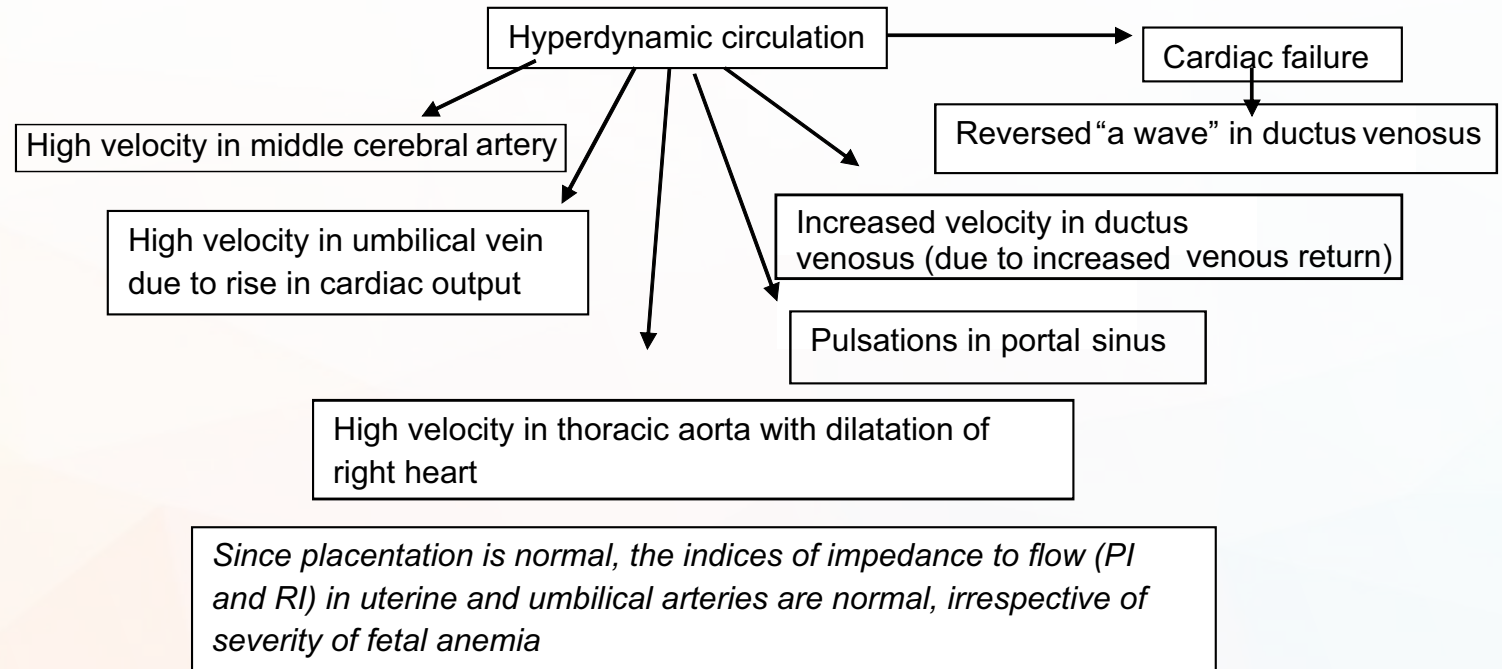 Hyperdynamic circulation
Cardiac failure
High velocity in middle cerebral artery
Reversed “a wave” in ductus venosus
High velocity in umbilical vein
due to rise in cardiac output
Increased velocity in ductus
venosus (due to increased venous return)
Pulsations in portal sinus
High velocity in thoracic aorta with dilatation of
right heart
Since placentation is normal, the indices of impedance to flow (PI
and RI) in uterine and umbilical arteries are normal, irrespective of
severity of fetal anemia